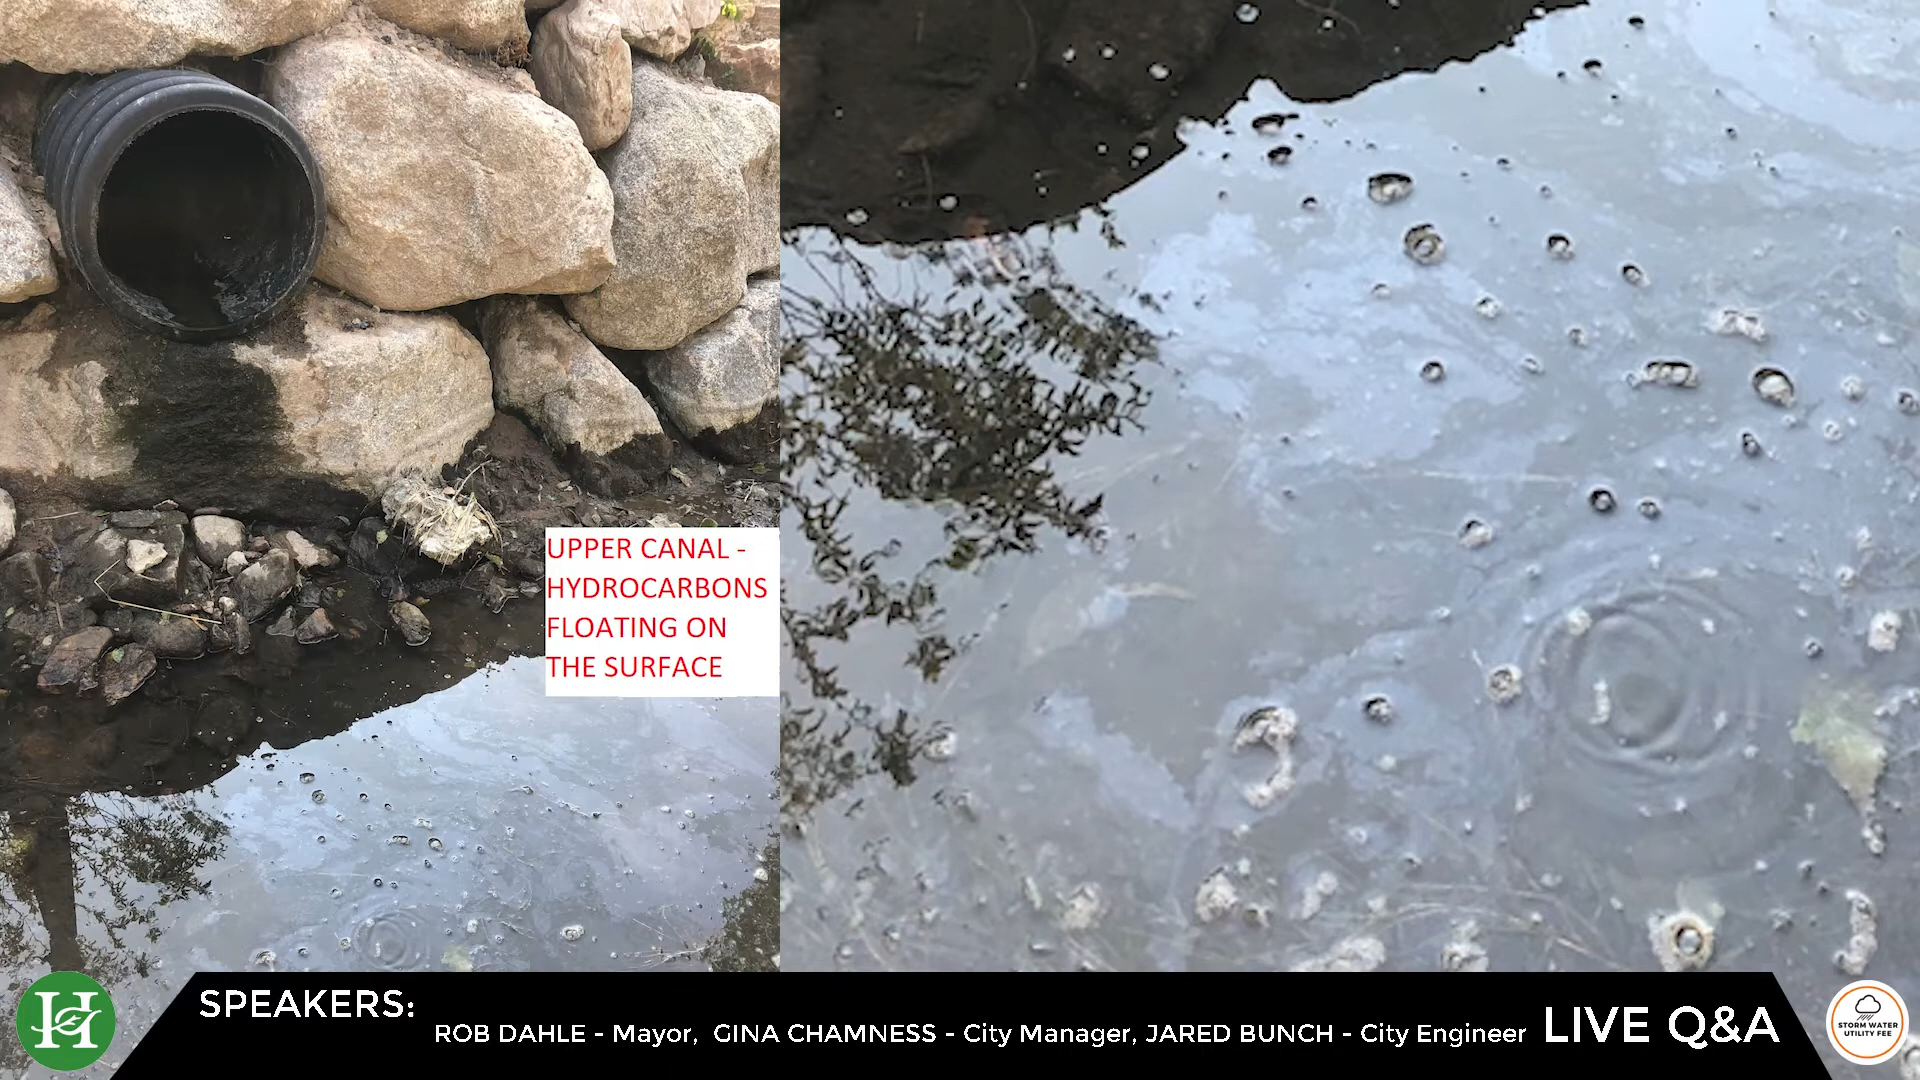 UPPER CANAL -
HYDROCARBONS
FLOATING ON
THE SURFACE
SPEAKERS:
ROB DAHLE - Mayor, GINA CHAMNESS - City Manager, JARED BUNCH - City Engineer
LIVE Q&A
STORM WATER
UTILITY FEE
H